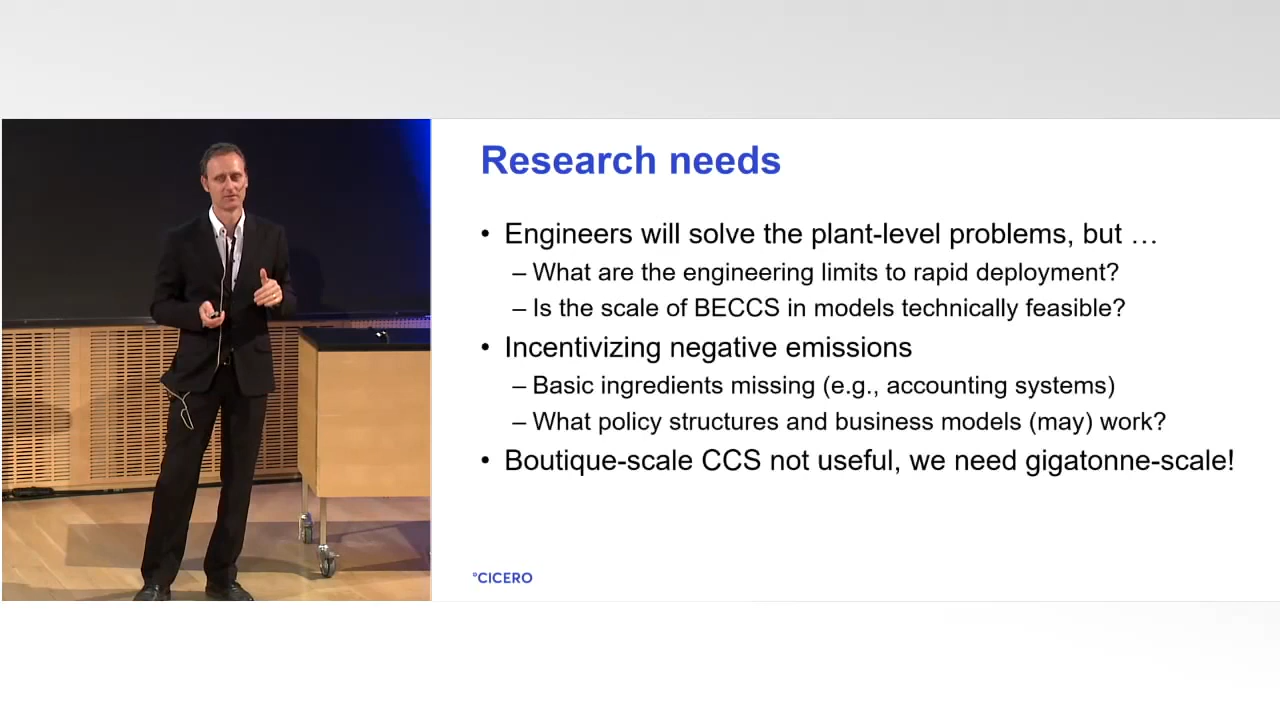 Research needs
• Engineers will solve the plant-level problems, but …
– What are the engineering limits to rapid deployment?
– Is the scale of BECCS in models technically feasible?
• Incentivizing negative emissions
– Basic ingredients missing (e.g., accounting systems)
– What policy structures and business models (may) work?
• Boutique-scale CCS not useful, we need gigatonne-scale!
°CICERO